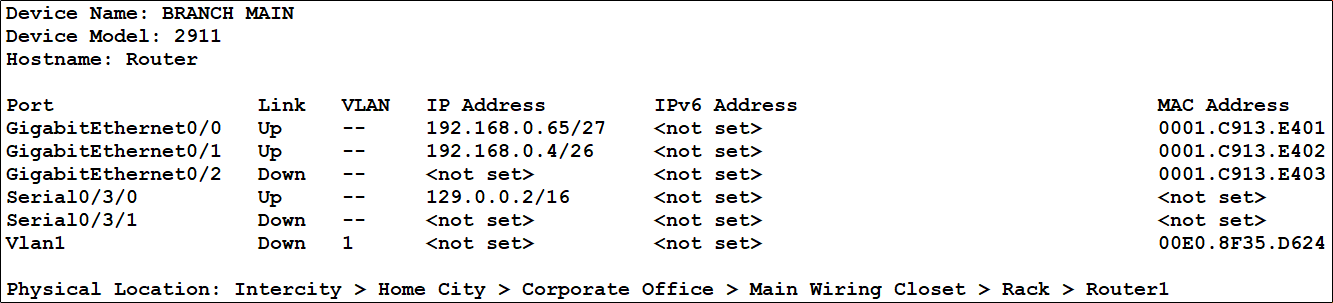 Device Name: BRANCH MAIN
Device Model: 2911
Hostname: Router
Port Link VLAN IP Address IPv6 Address MAC Address
GigabitEthernet0/0 Up -- 192.168.0.65/27 <not set> 0001.C913.E401
GigabitEthernet0/1 Up -- 192.168.0.4/26 <not set> 0001.C913.E402
GigabitEthernet0/2 Down -- <not set> <not set> 0001.C913.E403
Serial0/3/0 Up -- 129.0.0.2/16 <not set> <not set>
Serial0/3/1 Down -- <not set> <not set> <not set>
Vlan1 Down 1 <not set> <not set> 00E0.8F35.D624
Physical Location: Intercity > Home City > Corporate Office > Main Wiring Closet > Rack > Router1